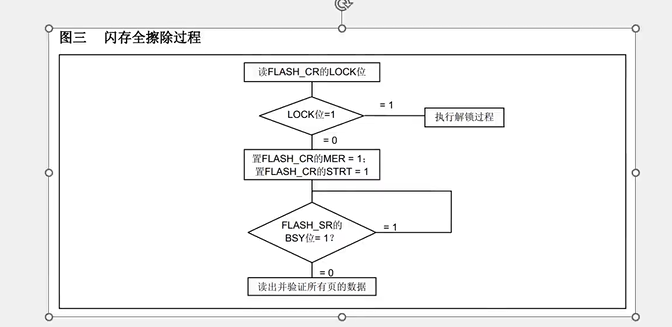 图三 闪存全擦除过程
读FLASH_CR的LOCK位
LOCK位=1
= 1
执行解锁过程
= 0
置FLASH_CR的MER = 1;
置FLASH_CR的STRT = 1
FLASH_SR的
BSY位= 1?
= 1
= 0
读出并验证所有页的数据